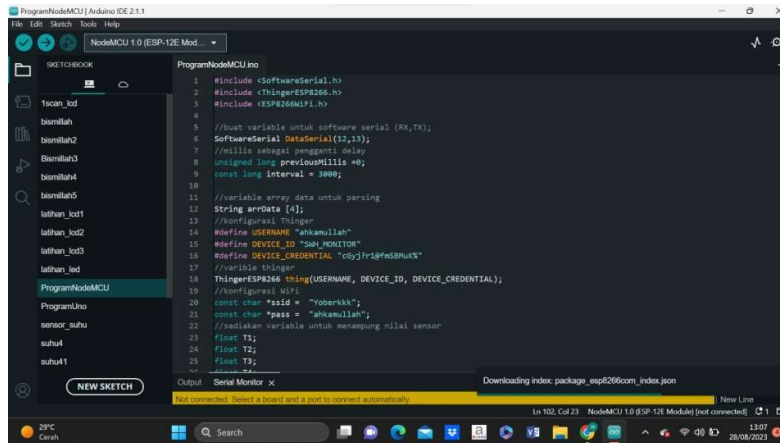 ProgramNodeMCU | Arduino IDE 2.1.1
File Edit Sketch Tools Help
NodeMCU 1.0 (ESP-12E Mod...
SKETCHBOOK
1scan_lcd
bismillah
bismillah2
Bismillah3
bismillah4
bismillah5
latihan_lcd1
latihan_lcd2
latihan_lcd3
latihan_led
ProgramNodeMCU
ProgramUno
sensor_suhu
suhu4
suhu41
NEW SKETCH
ProgramNodeMCU.ino
1 #include <SoftwareSerial.h>
2 #include <ThingerESP8266.h>
3 #include <ESP8266WiFi.h>
4
5 //buat variable untuk software serial (RX,TX);
6 SoftwareSerial DataSerial(12,13);
7 //millis sebagai pengganti delay
8 unsigned long previousMillis =0;
9 const long interval = 3000;
10
11 //variable array data untuk parsing
12 String arrData [4];
13 //konfigurasi Thinger
14 #define USERNAME "ahkamullah"
15 #define DEVICE_ID "SWH_MONITOR"
16 #define DEVICE_CREDENTIAL "cGyj?r1@fmSBMuX%"
17 //varible thinger
18 ThingerESP8266 thing(USERNAME, DEVICE_ID, DEVICE_CREDENTIAL);
19 //konfigurasi WiFi
20 const char *ssid = "Yoberkkk";
21 const char *pass = "ahkamullah";
22 //sediakan variable untuk menampung nilai sensor
23 float T1;
24 float T2;
25 float T3;
Output Serial Monitor
Downloading index: package_esp8266com_index.json
Not connected. Select a board and a port to connect automatically.
New Line
Ln 102, Col 23 NodeMCU 1.0 (ESP-12E Module) [not connected] 1
29°C
Cerah
Search
13:07
28/08/2023